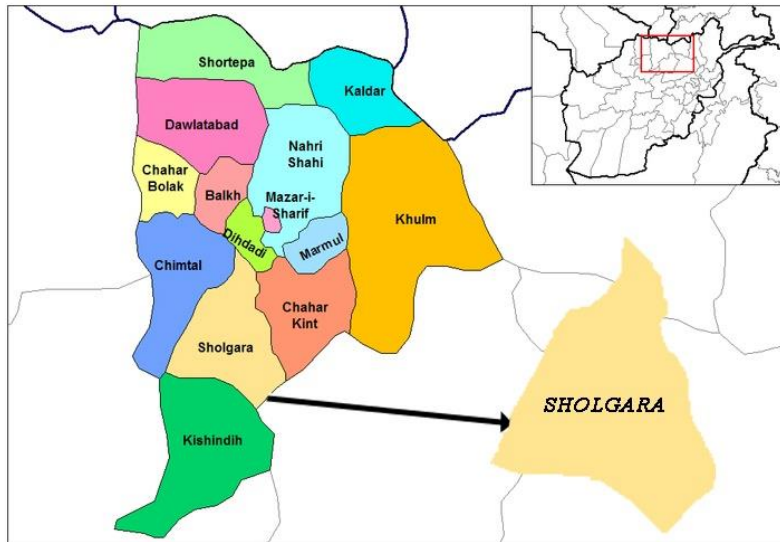 Shortepa
Kaldar
Dawlatabad
Nahri
Shahi
Chahar
Bolak
Balkh
Mazar-i-
Sharif
Khulm
Dihdadi
Marmul
Chimtal
Chahar
Kint
Sholgara
SHOLGARA
Kishindih